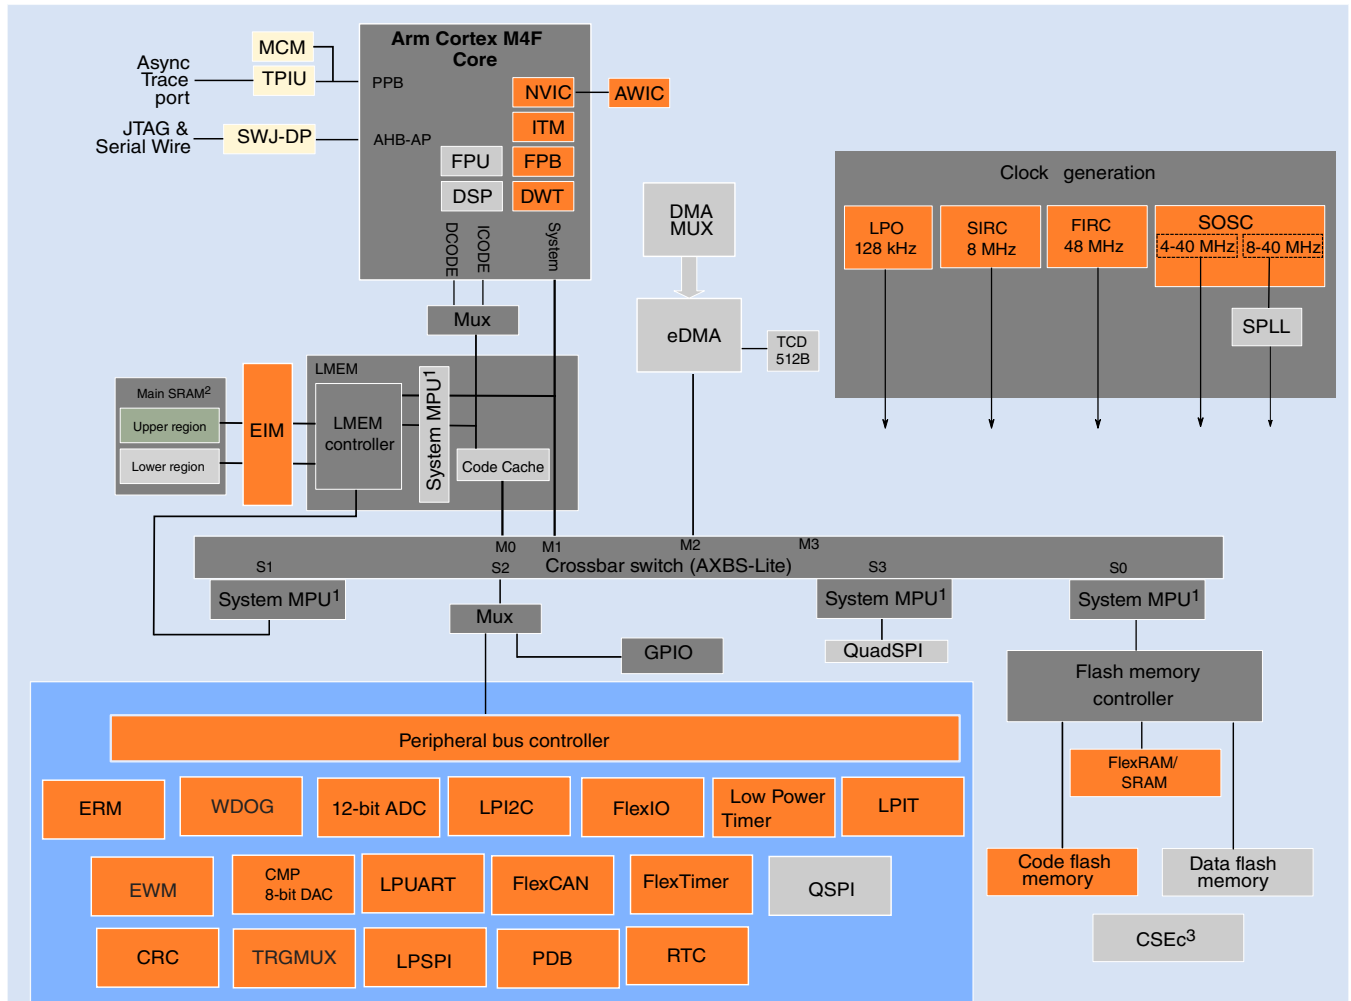 Arm Cortex M4F
Core
MCM
Async
Trace
port
TPIU
PPB
NVIC
AWIC
ITM
JTAG &
Serial Wire
SWJ-DP
AHB-AP
FPU
FPB
DSP
DWT
DCODE
ICODE
System
Mux
DMA
MUX
eDMA
TCD
512B
Clock generation
LPO
128 kHz
SIRC
8 MHz
FIRC
48 MHz
SOSC
4-40 MHz
8-40 MHz
SPLL
LMEM
Main SRAM2
Upper region
Lower region
EIM
LMEM
controller
System MPU1
Code Cache
M0
M1
M2
M3
Crossbar switch (AXBS-Lite)
S1
S2
S3
S0
System MPU1
Mux
System MPU1
System MPU1
GPIO
QuadSPI
Flash memory
controller
FlexRAM/
SRAM
Code flash
memory
Data flash
memory
CSEc3
Peripheral bus controller
ERM
WDOG
12-bit ADC
LPI2C
FlexIO
Low Power
Timer
LPIT
EWM
CMP
8-bit DAC
LPUART
FlexCAN
FlexTimer
QSPI
CRC
TRGMUX
LPSPI
PDB
RTC